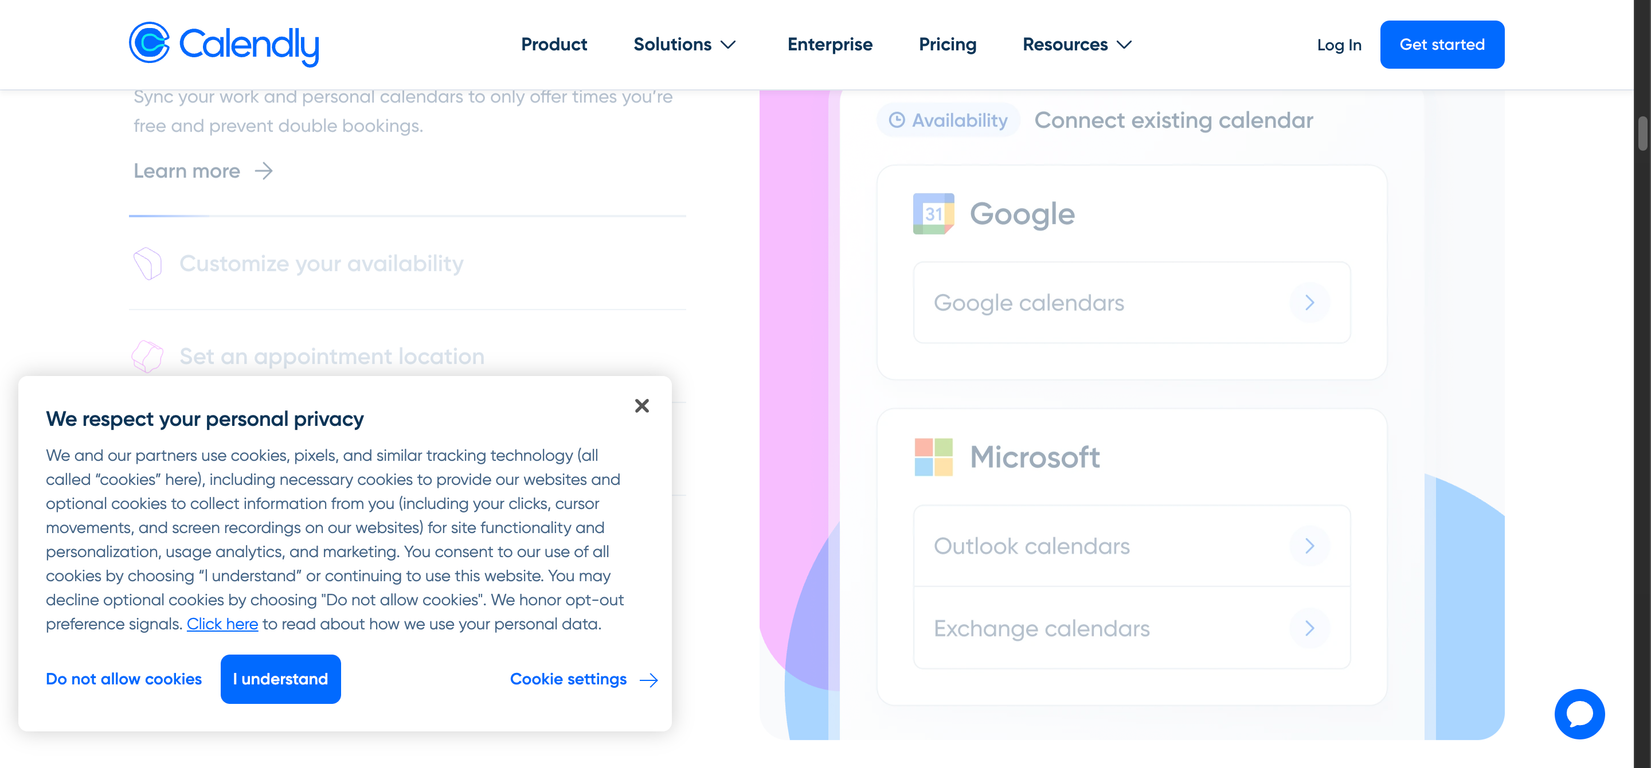 Calendly
Product
Solutions
Enterprise
Pricing
Resources
Log In
Get started
Sync your work and personal calendars to only offer times you’re
free and prevent double bookings.
Learn more
Customize your availability
Set an appointment location
Availability
Connect existing calendar
31
Google
Google calendars
Microsoft
Outlook calendars
Exchange calendars
We respect your personal privacy
We and our partners use cookies, pixels, and similar tracking technology (all
called “cookies” here), including necessary cookies to provide our websites and
optional cookies to collect information from you (including your clicks, cursor
movements, and screen recordings on our websites) for site functionality and
personalization, usage analytics, and marketing. You consent to our use of all
cookies by choosing “I understand” or continuing to use this website. You may
decline optional cookies by choosing "Do not allow cookies". We honor opt-out
preference signals. Click here to read about how we use your personal data.
Do not allow cookies
I understand
Cookie settings